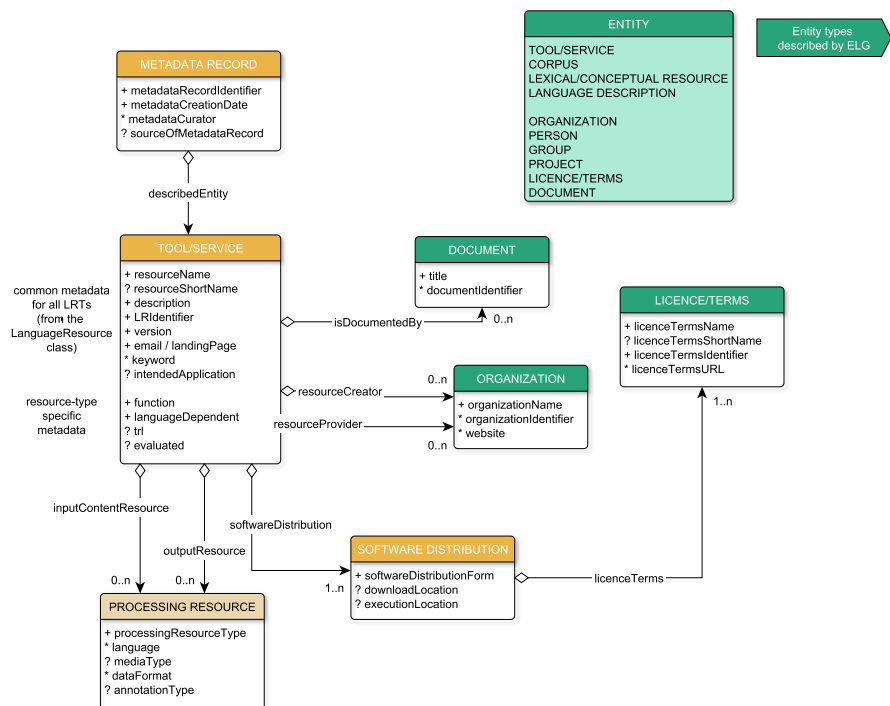 METADATA RECORD
+ metadataRecordIdentifier
+ metadataCreationDate
* metadataCurator
? sourceOfMetadataRecord
ENTITY
TOOL/SERVICE
CORPUS
LEXICAL/CONCEPTUAL RESOURCE
LANGUAGE DESCRIPTION
ORGANIZATION
PERSON
GROUP
PROJECT
LICENCE/TERMS
DOCUMENT
Entity types
described by ELG
describedEntity
common metadata
for all LRTs
(from the
LanguageResource
class)
resource-type
specific
metadata
TOOL/SERVICE
+ resourceName
? resourceShortName
+ description
+ LRIdentifier
+ version
+ email / landingPage
* keyword
? intendedApplication
+ function
+ languageDependent
? trl
? evaluated
isDocumentedBy
0..n
DOCUMENT
+ title
* documentIdentifier
resourceCreator
0..n
resourceProvider
0..n
ORGANIZATION
+ organizationName
* organizationIdentifier
* website
LICENCE/TERMS
+ licenceTermsName
? licenceTermsShortName
+ licenceTermsIdentifier
* licenceTermsURL
1..n
inputContentResource
0..n
outputResource
0..n
softwareDistribution
1..n
SOFTWARE DISTRIBUTION
+ softwareDistributionForm
? downloadLocation
? executionLocation
licenceTerms
PROCESSING RESOURCE
+ processingResourceType
* language
? mediaType
* dataFormat
? annotationType